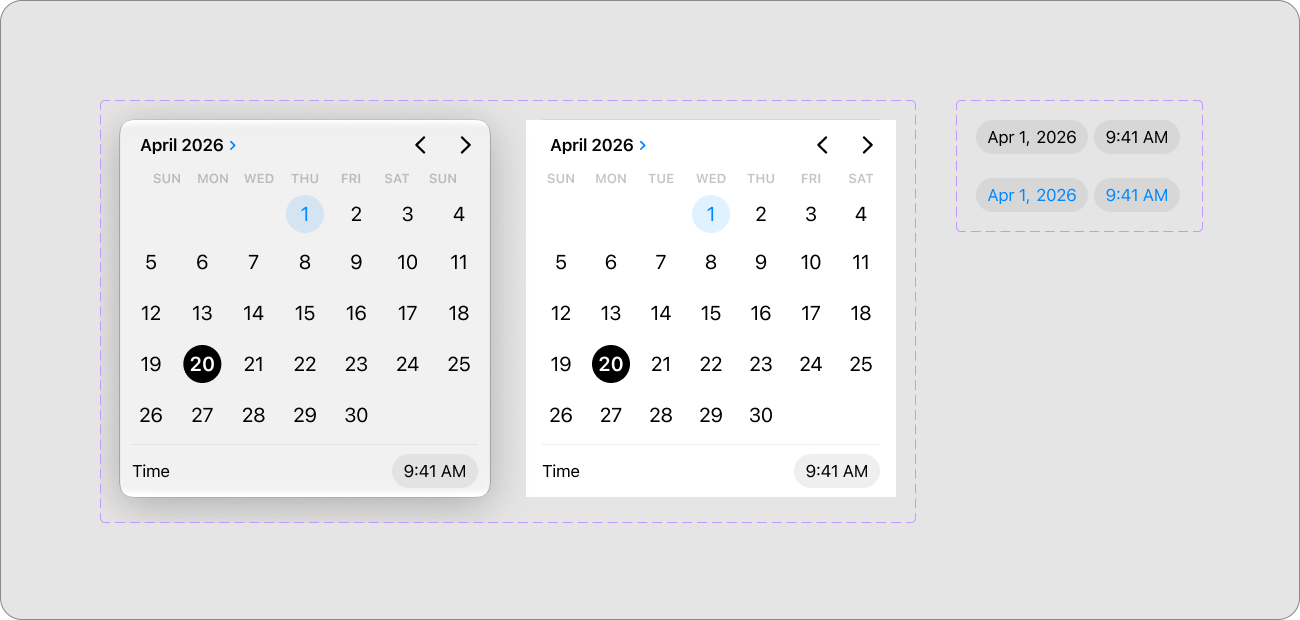 April 2026
SUN MON WED THU FRI SAT SUN
1 2 3 4
5 6 7 8 9 10 11
12 13 14 15 16 17 18
19 20 21 22 23 24 25
26 27 28 29 30
Time 9:41 AM
April 2026
SUN MON TUE WED THU FRI SAT
1 2 3 4
5 6 7 8 9 10 11
12 13 14 15 16 17 18
19 20 21 22 23 24 25
26 27 28 29 30
Time 9:41 AM
Apr 1, 2026 9:41 AM
Apr 1, 2026 9:41 AM